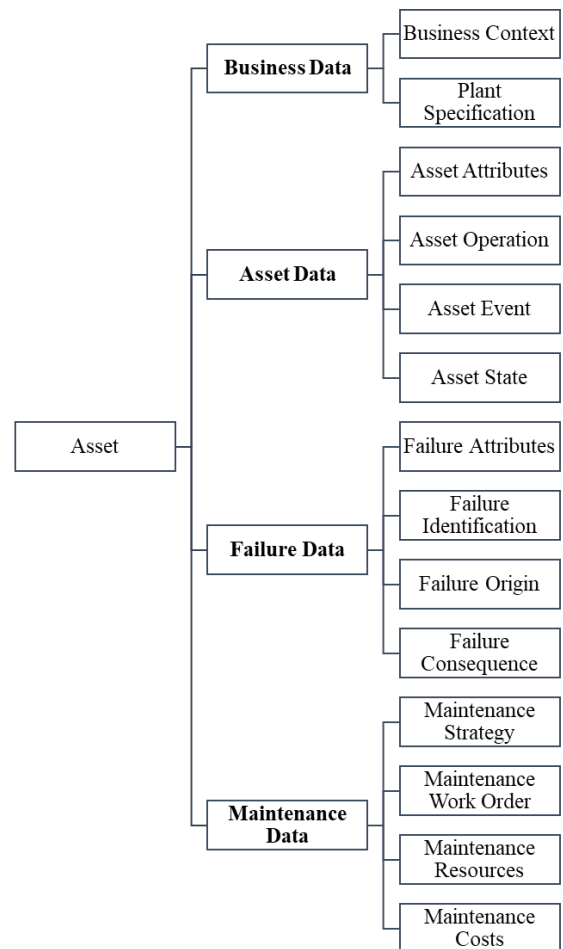 Asset
Business Data
Business Context
Plant
Specification
Asset Data
Asset Attributes
Asset Operation
Asset Event
Asset State
Failure Data
Failure Attributes
Failure
Identification
Failure Origin
Failure
Consequence
Maintenance
Data
Maintenance
Strategy
Maintenance
Work Order
Maintenance
Resources
Maintenance
Costs